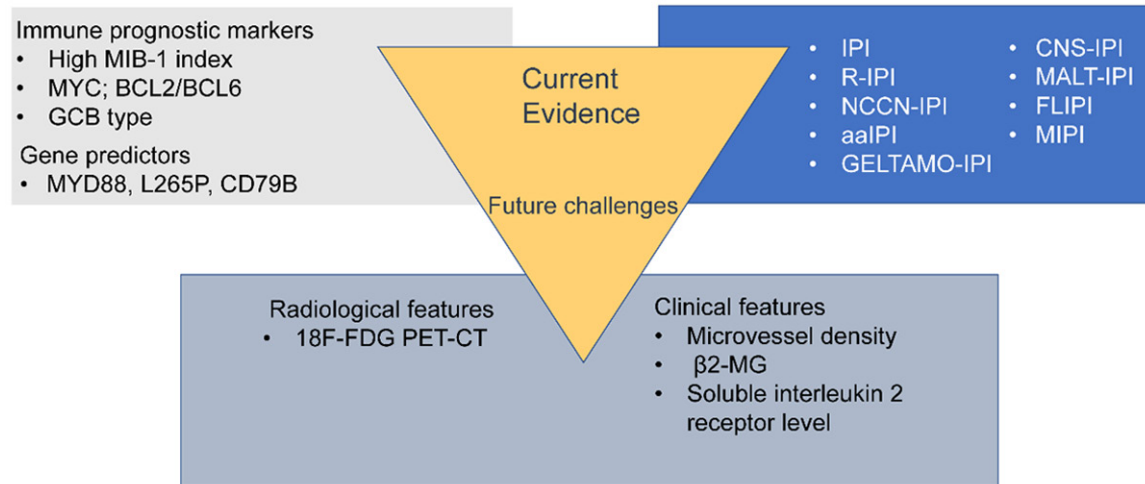 Immune prognostic markers
• High MIB-1 index
• MYC; BCL2/BCL6
• GCB type
Gene predictors
• MYD88, L265P, CD79B
Current
Evidence
Future challenges
• IPI
• R-IPI
• NCCN-IPI
• aaIPI
• GELTAMO-IPI
• CNS-IPI
• MALT-IPI
• FLIPI
• MIPI
Radiological features
• 18F-FDG PET-CT
Clinical features
• Microvessel density
• β2-MG
• Soluble interleukin 2
receptor level